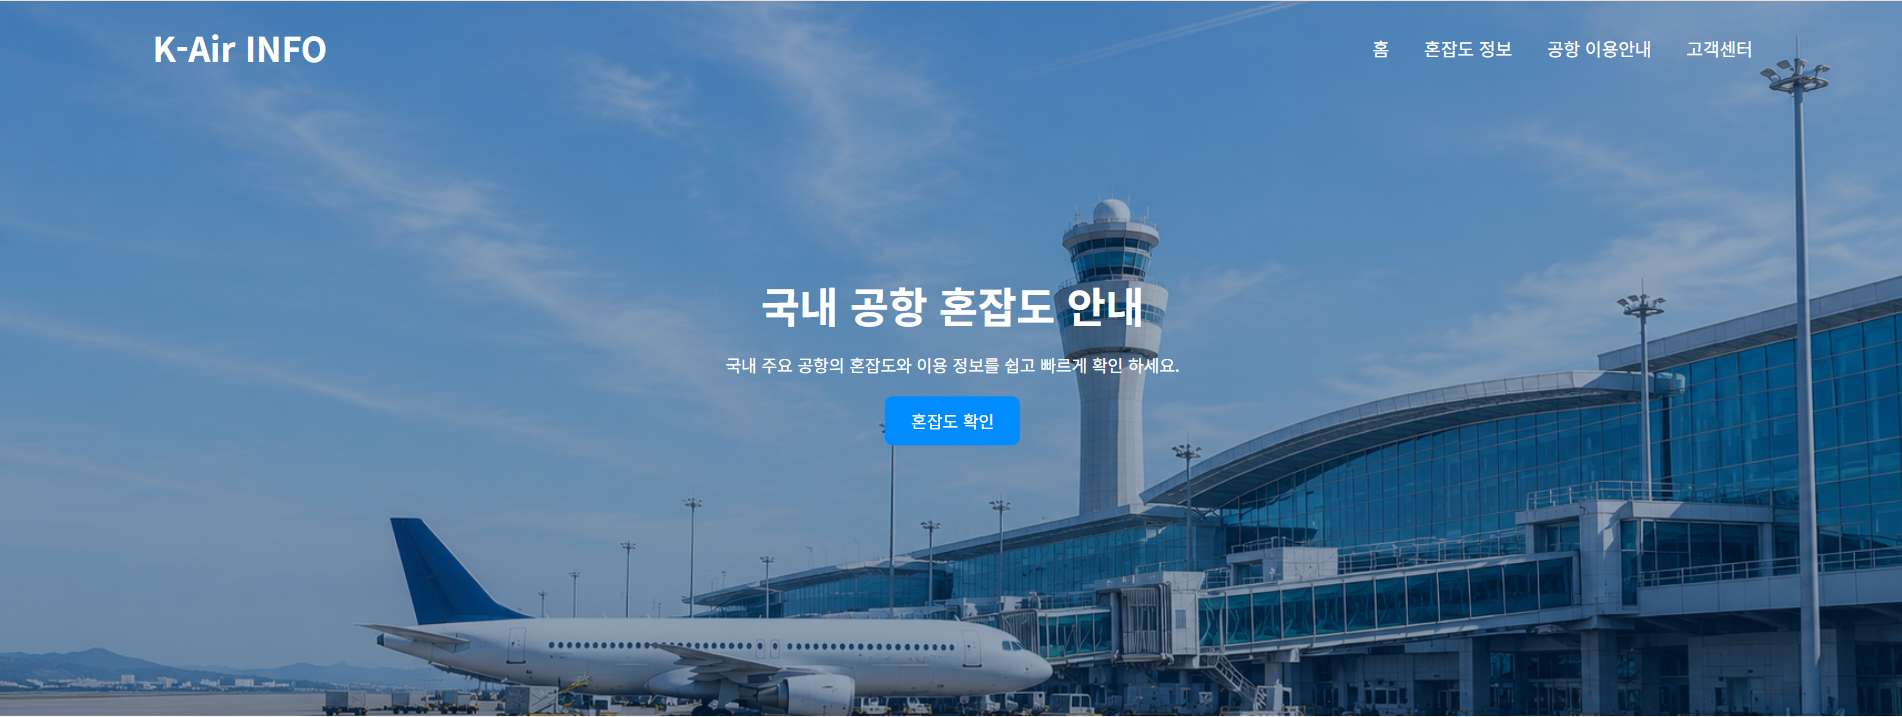 K-Air INFO
홈 혼잡도 정보 공항 이용안내 고객센터
국내 공항 혼잡도 안내
국내 주요 공항의 혼잡도와 이용 정보를 쉽고 빠르게 확인 하세요.
혼잡도 확인